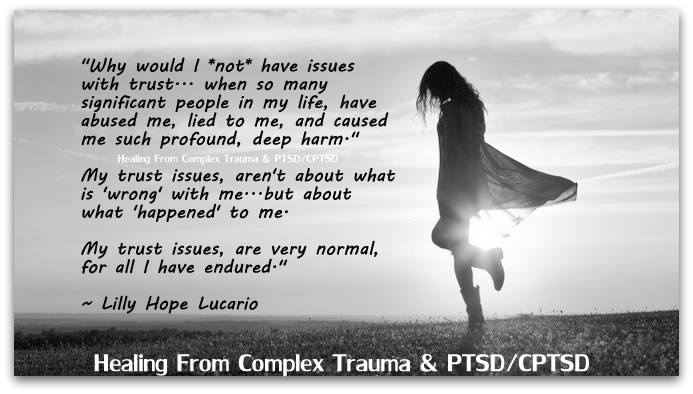 "Why would I *not* have issues
with trust... when so many
significant people in my life, have
abused me, lied to me, and caused
me such profound, deep harm."
Healing From Complex Trauma & PTSD/CPTSD
My trust issues, aren't about what
is 'wrong' with me...but about
what 'happened' to me.
My trust issues, are very normal,
for all I have endured."
~ Lilly Hope Lucario
Healing From Complex Trauma & PTSD/CPTSD